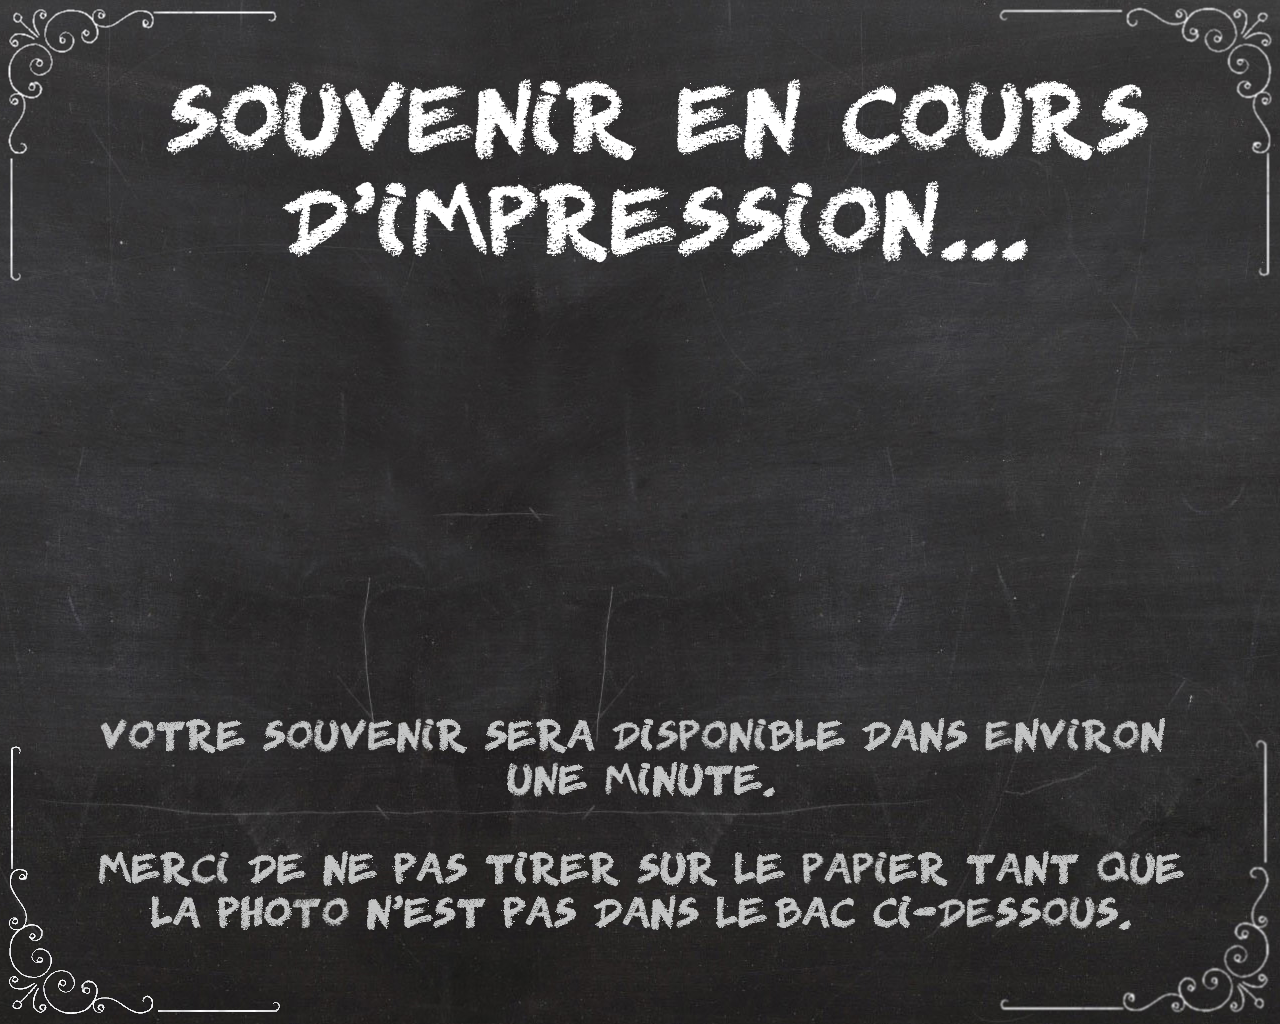 SOUVENIR EN COURS
D'IMPRESSION...
VOTRE SOUVENIR SERA DISPONIBLE DANS ENVIRON
UNE MINUTE.
MERCI DE NE PAS TIRER SUR LE PAPIER TANT QUE
LA PHOTO N'EST PAS DANS LE BAC CI-DESSOUS.